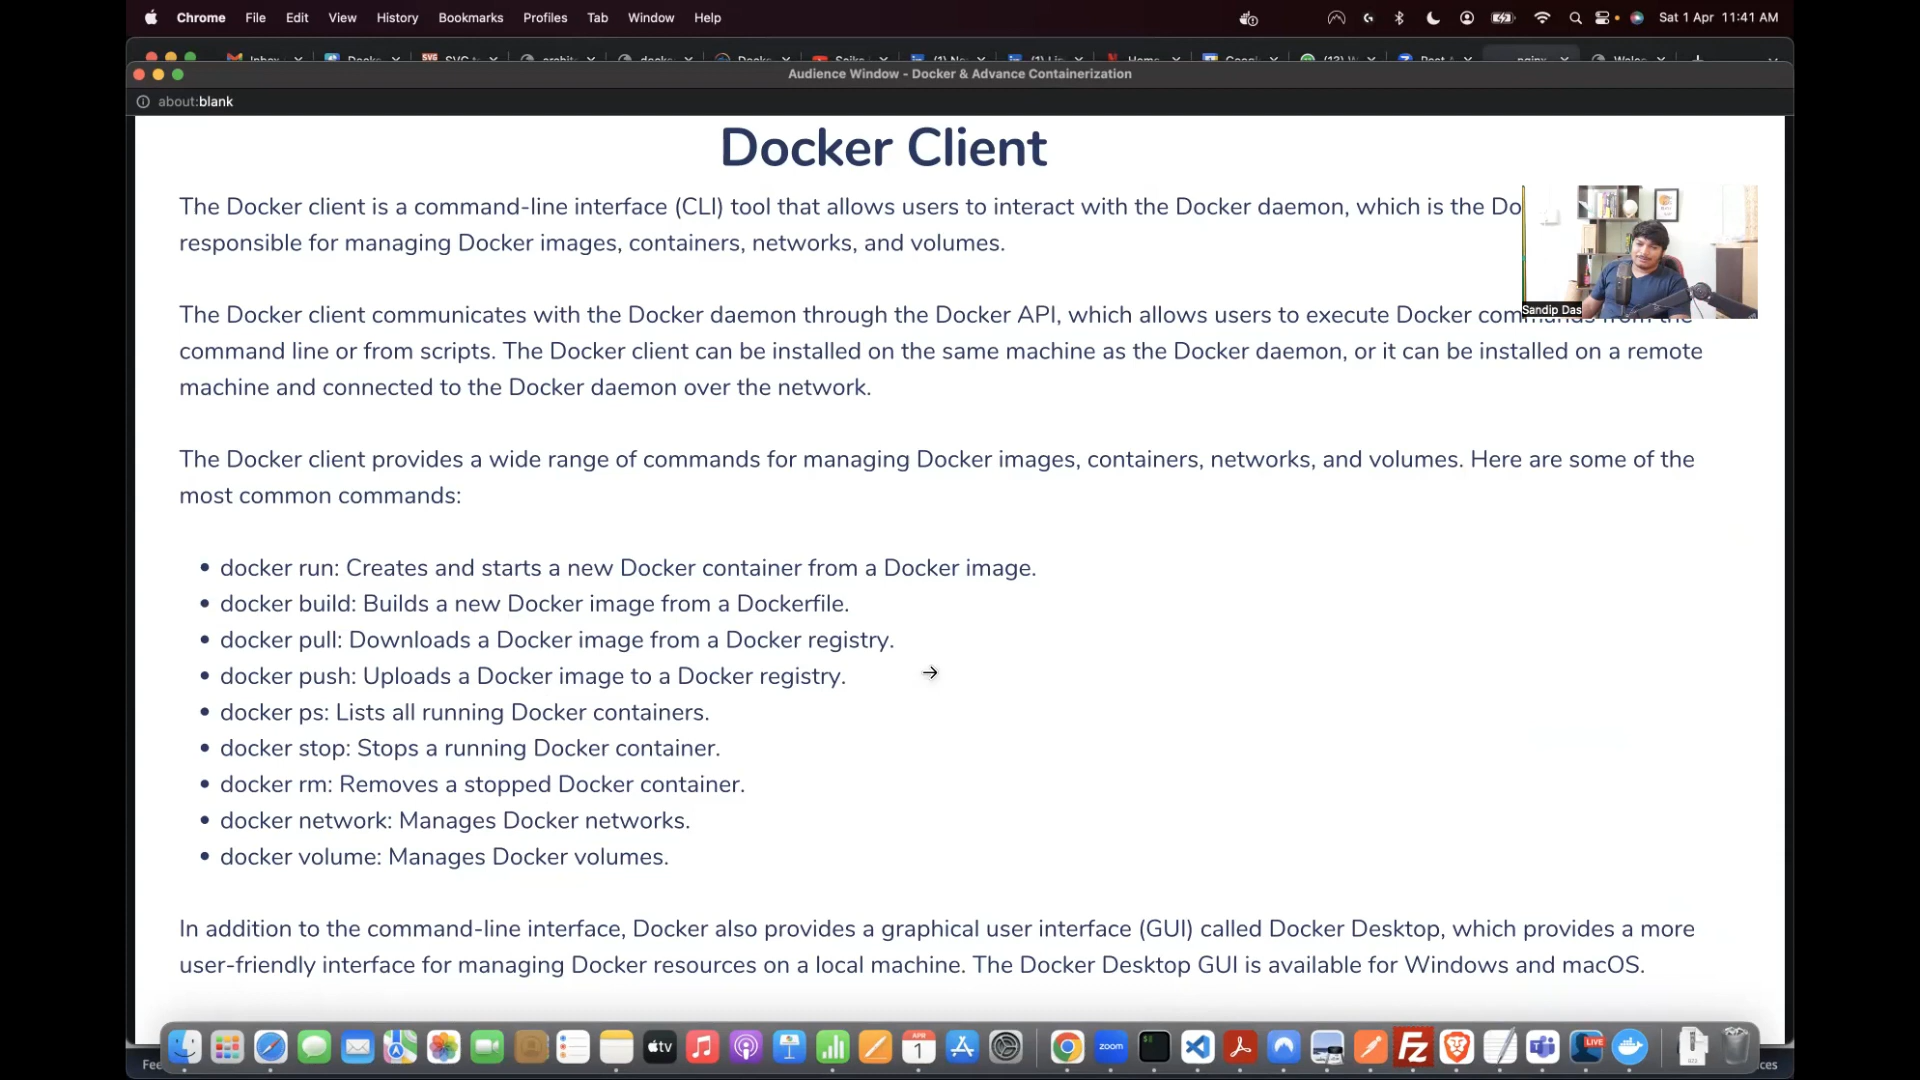 Chrome File Edit View History Bookmarks Profiles Tab Window Help Sat 1 Apr 11:41 AM
Audience Window - Docker & Advance Containerization
about:blank
Docker Client
The Docker client is a command-line interface (CLI) tool that allows users to interact with the Docker daemon, which is the Do
responsible for managing Docker images, containers, networks, and volumes.
Sandip Das
The Docker client communicates with the Docker daemon through the Docker API, which allows users to execute Docker commands from the
command line or from scripts. The Docker client can be installed on the same machine as the Docker daemon, or it can be installed on a remote
machine and connected to the Docker daemon over the network.
The Docker client provides a wide range of commands for managing Docker images, containers, networks, and volumes. Here are some of the
most common commands:
• docker run: Creates and starts a new Docker container from a Docker image.
• docker build: Builds a new Docker image from a Dockerfile.
• docker pull: Downloads a Docker image from a Docker registry.
• docker push: Uploads a Docker image to a Docker registry.
• docker ps: Lists all running Docker containers.
• docker stop: Stops a running Docker container.
• docker rm: Removes a stopped Docker container.
• docker network: Manages Docker networks.
• docker volume: Manages Docker volumes.
In addition to the command-line interface, Docker also provides a graphical user interface (GUI) called Docker Desktop, which provides a more
user-friendly interface for managing Docker resources on a local machine. The Docker Desktop GUI is available for Windows and macOS.
APR
tv 1 zoom LIVE